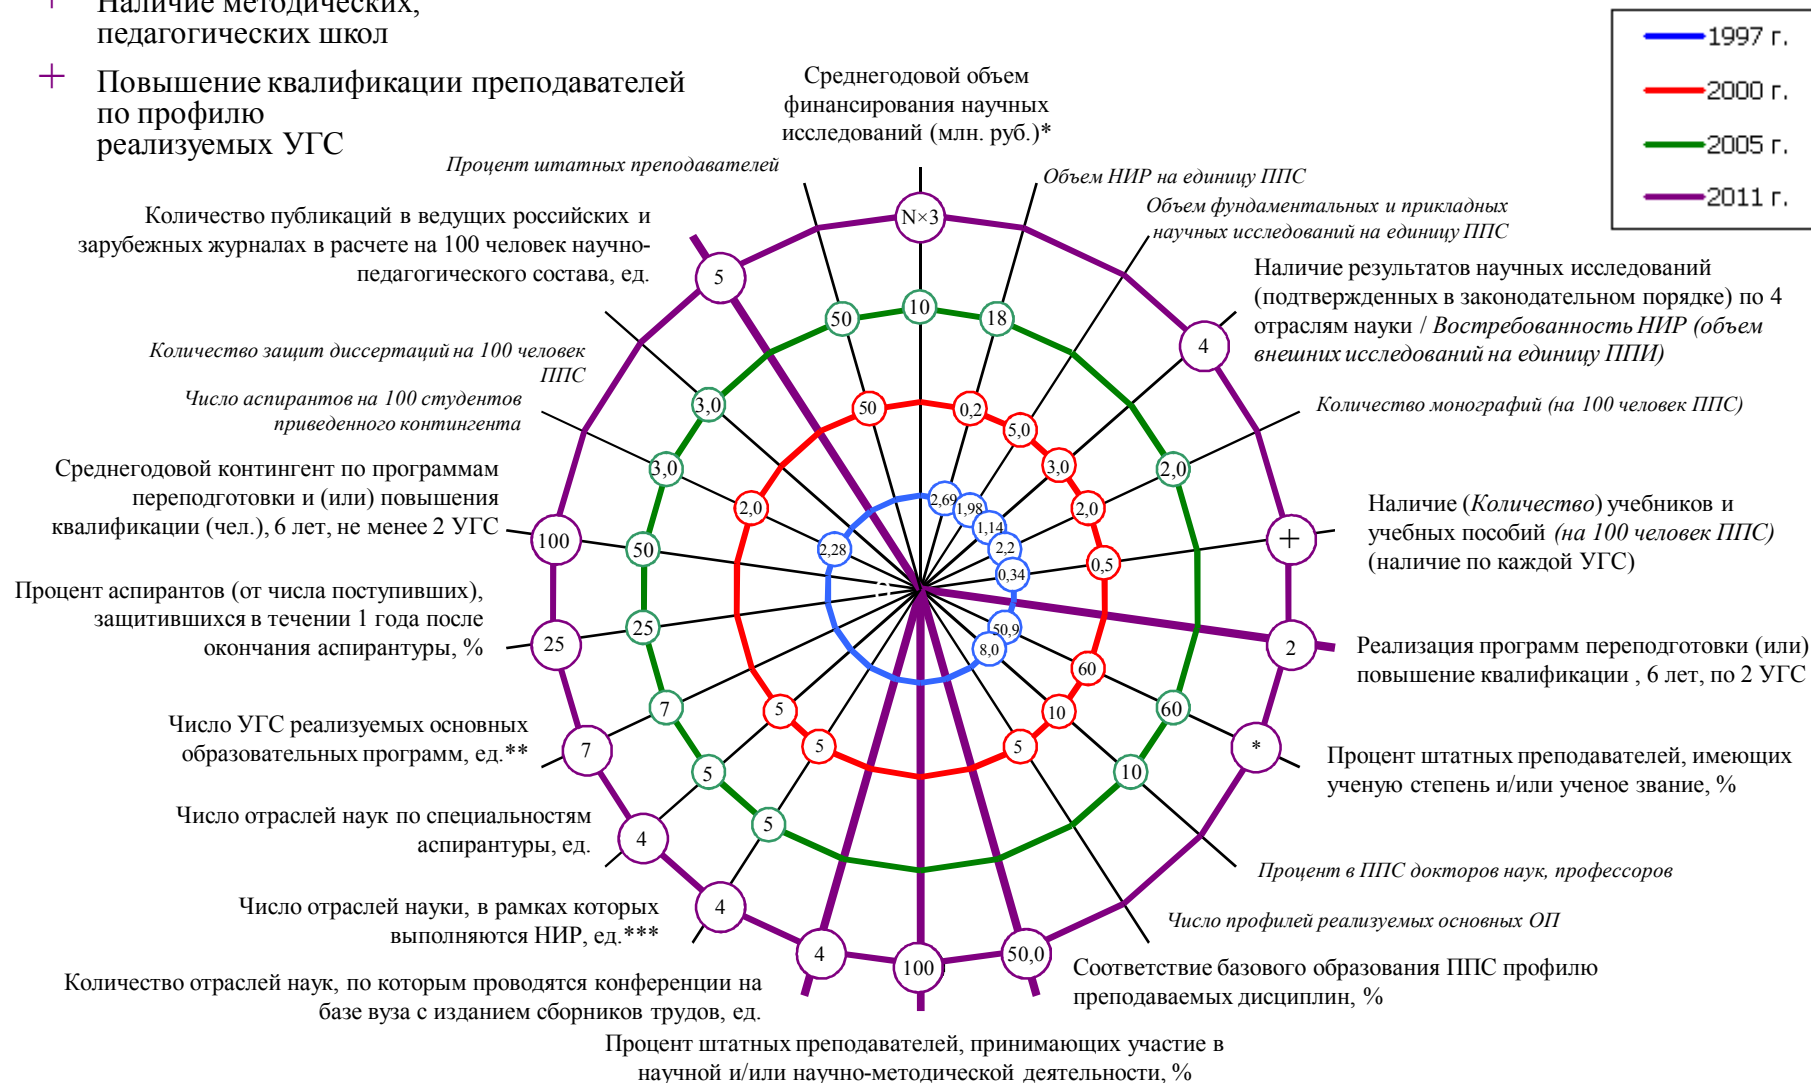 + Наличие методических,
педагогических школ
+ Повышение квалификации преподавателей
по профилю
реализуемых УГС
1997 г.
2000 г.
2005 г.
2011 г.
Среднегодовой объем
финансирования научных
исследований (млн. руб.)*
Процент штатных преподавателей
Объем НИР на единицу ППС
Объем фундаментальных и прикладных
научных исследований на единицу ППС
Количество публикаций в ведущих российских и
зарубежных журналах в расчете на 100 человек научно-
педагогического состава, ед.
Наличие результатов научных исследований
(подтвержденных в законодательном порядке) по 4
отраслям науки / Востребованность НИР (объем
внешних исследований на единицу ППИ)
Количество защит диссертаций на 100 человек
ППС
Число аспирантов на 100 студентов
приведенного контингента
Количество монографий (на 100 человек ППС)
Среднегодовой контингент по программам
переподготовки и (или) повышения
квалификации (чел.), 6 лет, не менее 2 УГС
Наличие (Количество) учебников и
учебных пособий (на 100 человек ППС)
(наличие по каждой УГС)
Процент аспирантов (от числа поступивших),
защитившихся в течении 1 года после
окончания аспирантуры, %
Реализация программ переподготовки (или)
повышение квалификации , 6 лет, по 2 УГС
Число УГС реализуемых основных
образовательных программ, ед.**
Процент штатных преподавателей, имеющих
ученую степень и/или ученое звание, %
Число отраслей наук по специальностям
аспирантуры, ед.
Процент в ППС докторов наук, профессоров
Число отраслей науки, в рамках которых
выполняются НИР, ед.***
Число профилей реализуемых основных ОП
Количество отраслей наук, по которым проводятся конференции на
базе вуза с изданием сборников трудов, ед.
Соответствие базового образования ППС профилю
преподаваемых дисциплин, %
Процент штатных преподавателей, принимающих участие в
научной и/или научно-методической деятельности, %
N×3
5
4
50
10
18
3,0
50
0,2
5,0
3,0
3,0
2,0
2,0
2,0
2,69
1,98
1,14
2,2
2,28
0,34
0,5
100
50
+
25
25
50,9
8,0
60
2
7
7
5
10
60
*
4
5
5
5
10
4
5
4
100
50,0